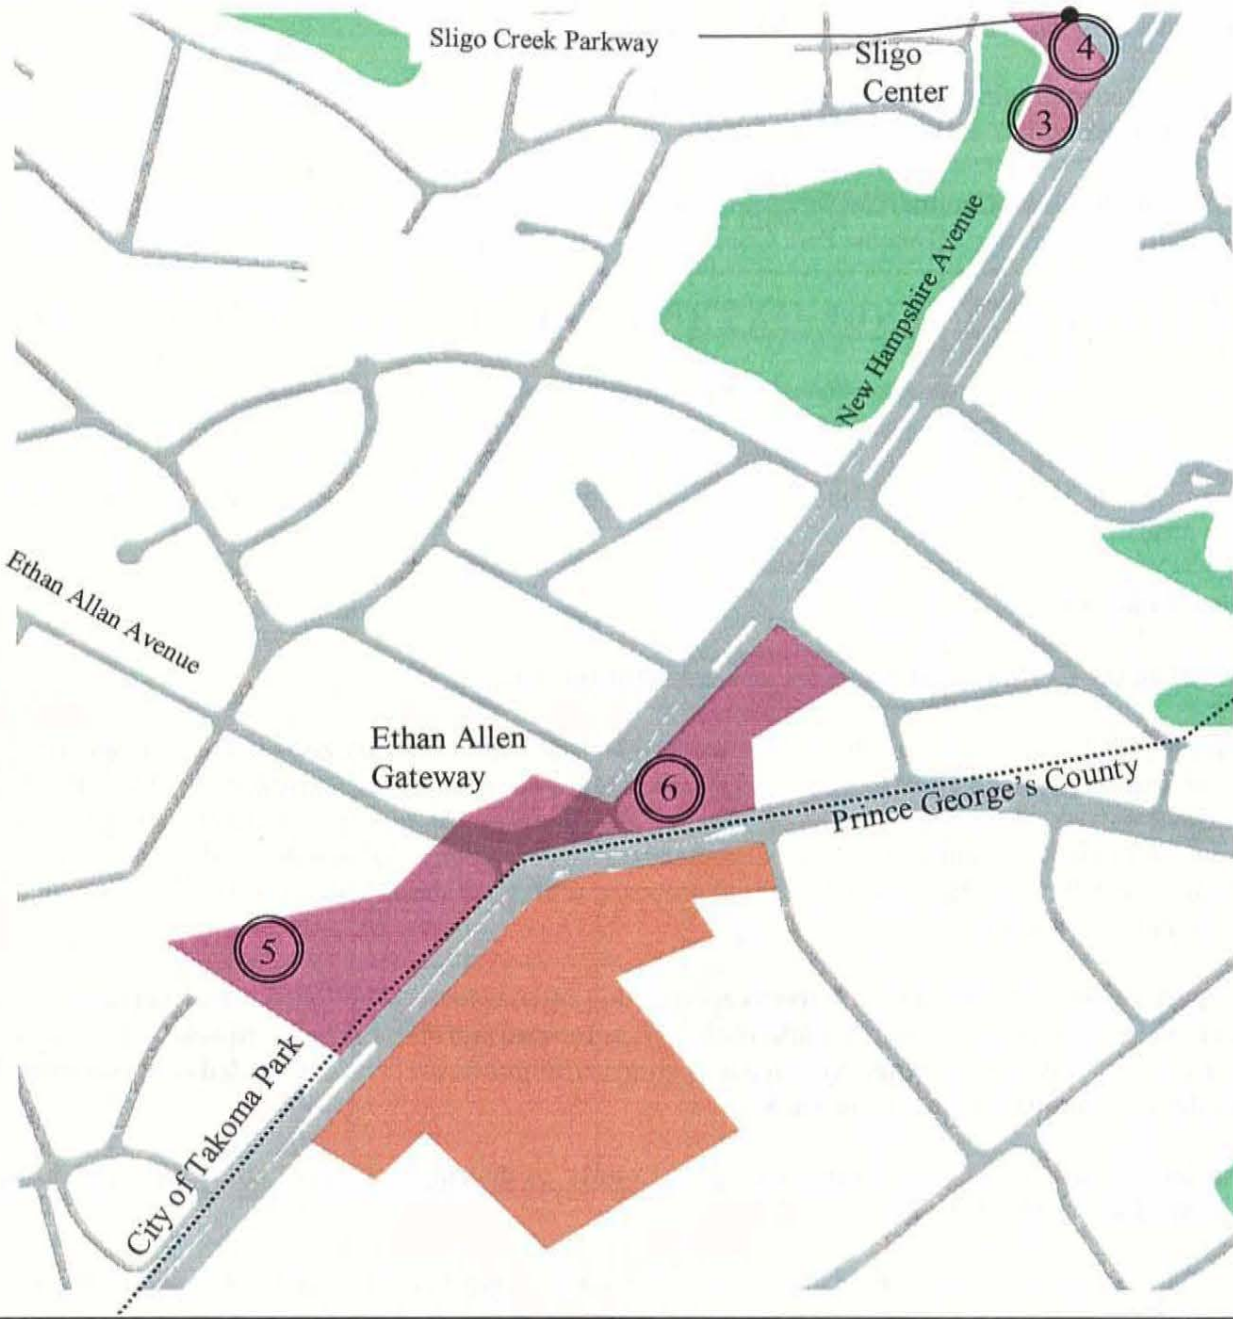 Sligo Creek Parkway
Sligo
Center
4
3
New Hampshire Avenue
Ethan Allan Avenue
Ethan Allen
Gateway
6
Prince George's County
5
City of Takoma Park